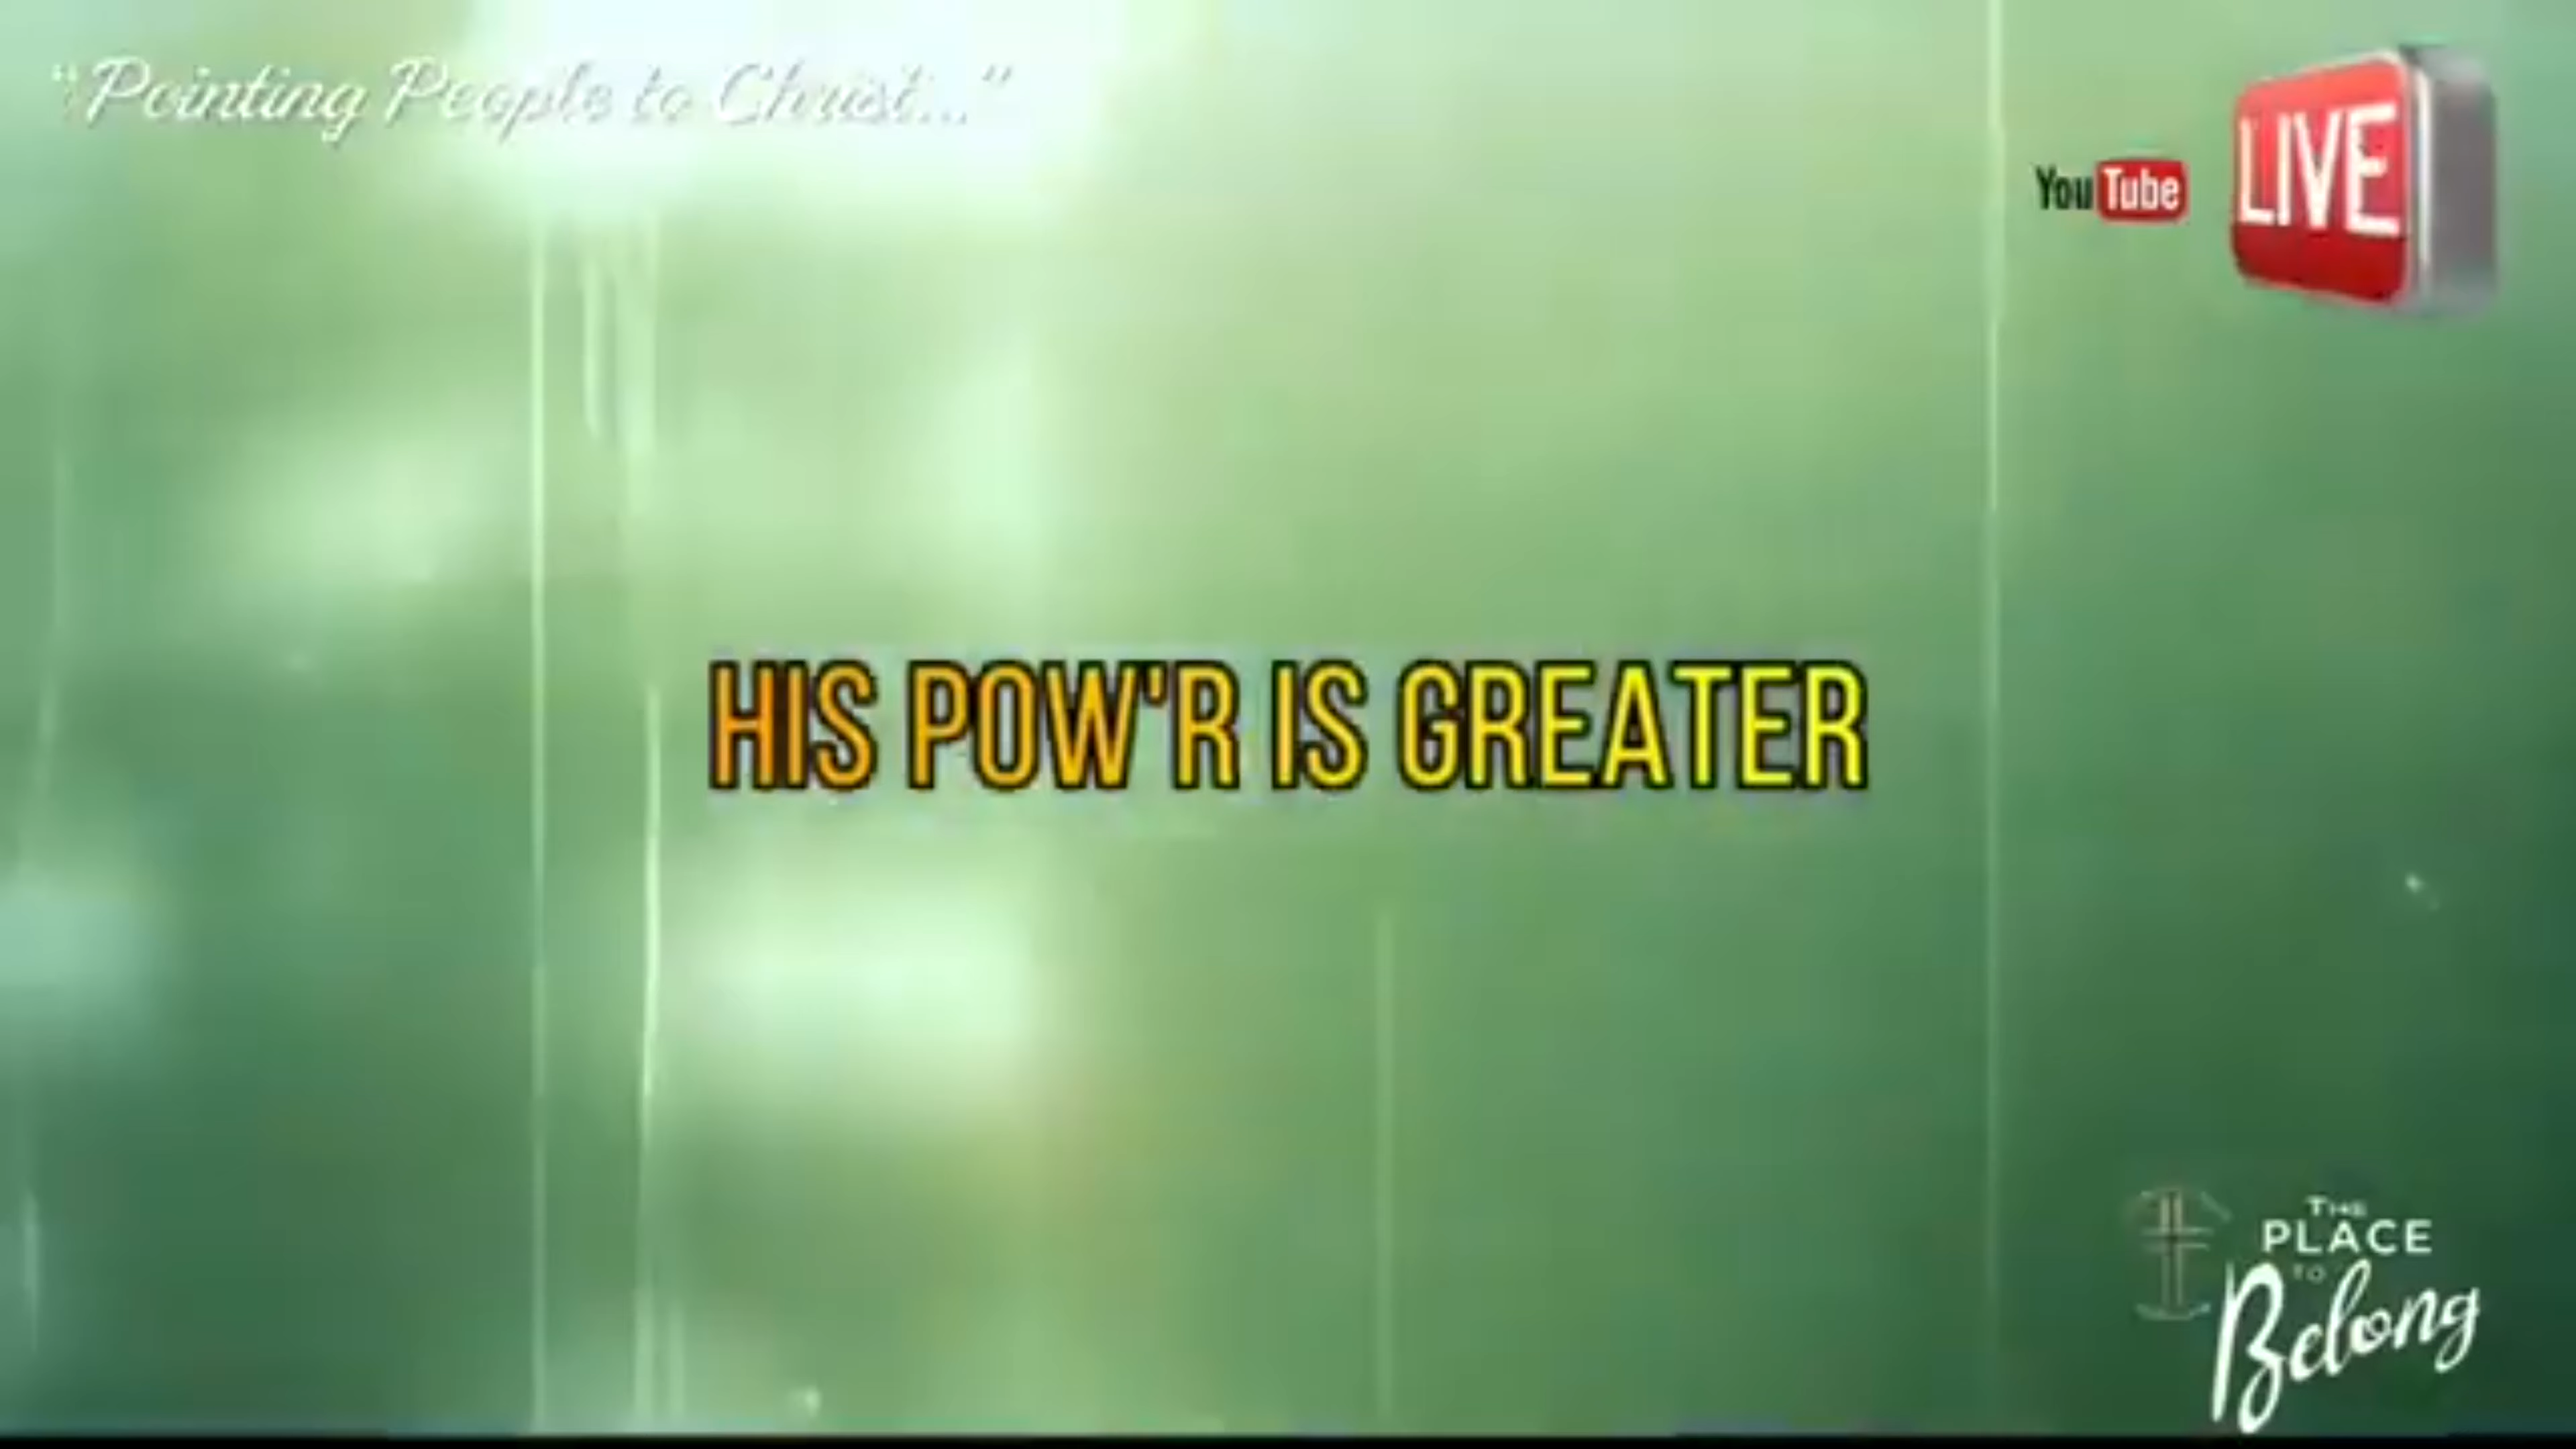 "Pointing People to Christ..."
YouTube
LIVE
HIS POW'R IS GREATER
THE
PLACE
TO
Belong